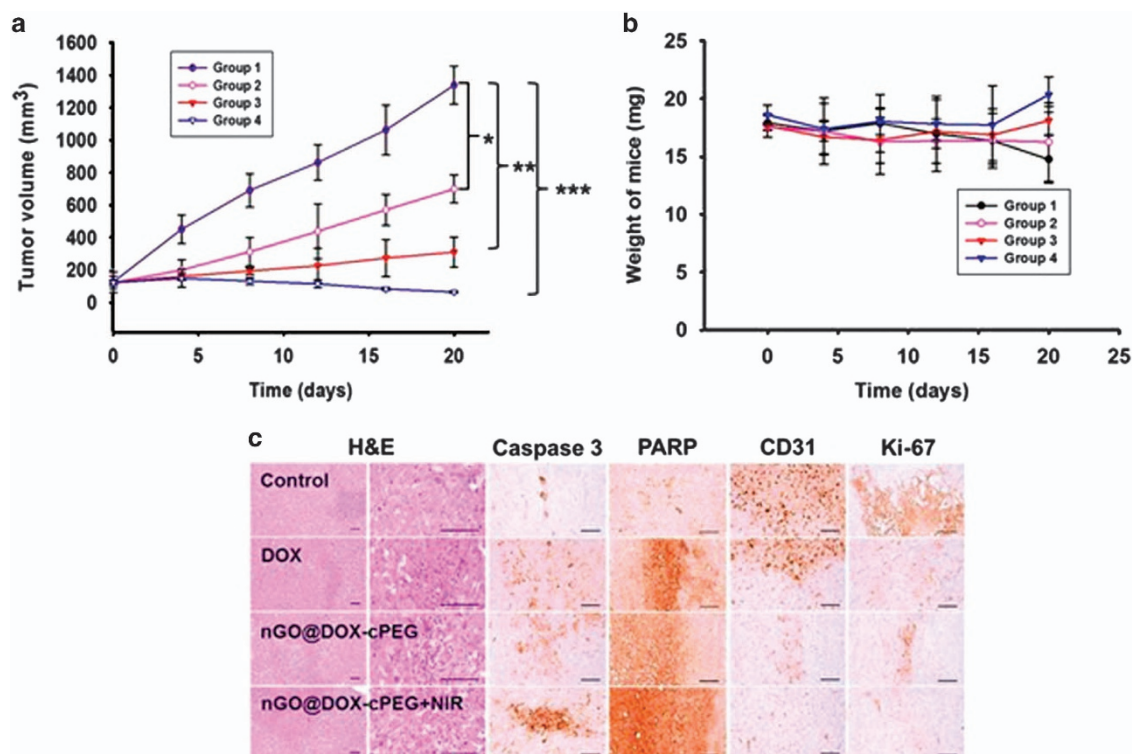 a
1600
1400
1200
1000
800
600
400
200
0
Tumor volume (mm3)
Group 1
Group 2
Group 3
Group 4
*
**
***
0 5 10 15 20
Time (days)
b
25
20
15
10
5
0
Weight of mice (mg)
Group 1
Group 2
Group 3
Group 4
0 5 10 15 20 25
Time (days)
c
H&E Caspase 3 PARP CD31 Ki-67
Control
DOX
nGO@DOX-cPEG
nGO@DOX-cPEG+NIR